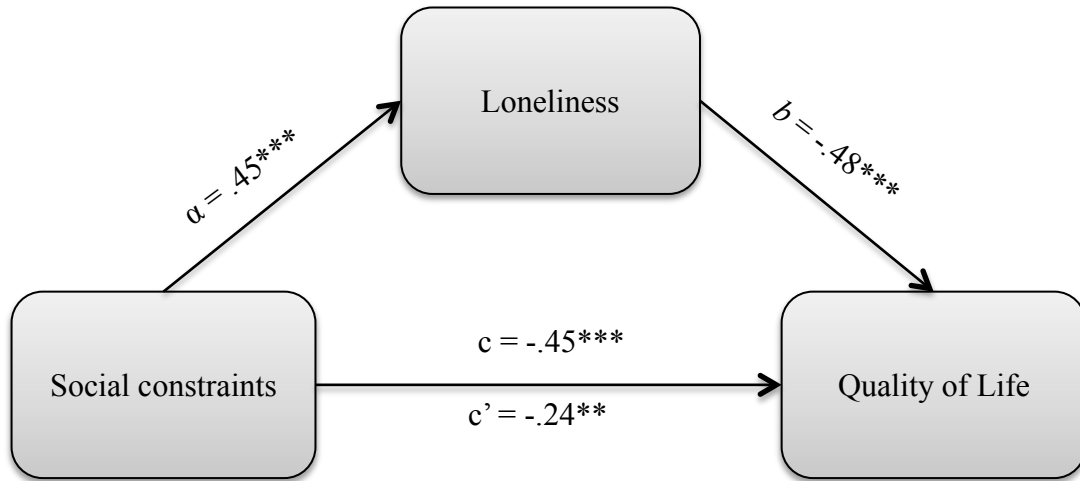 Loneliness
α = .45***
b = -.48***
c = -.45***
Social constraints
Quality of Life
c’ = -.24**